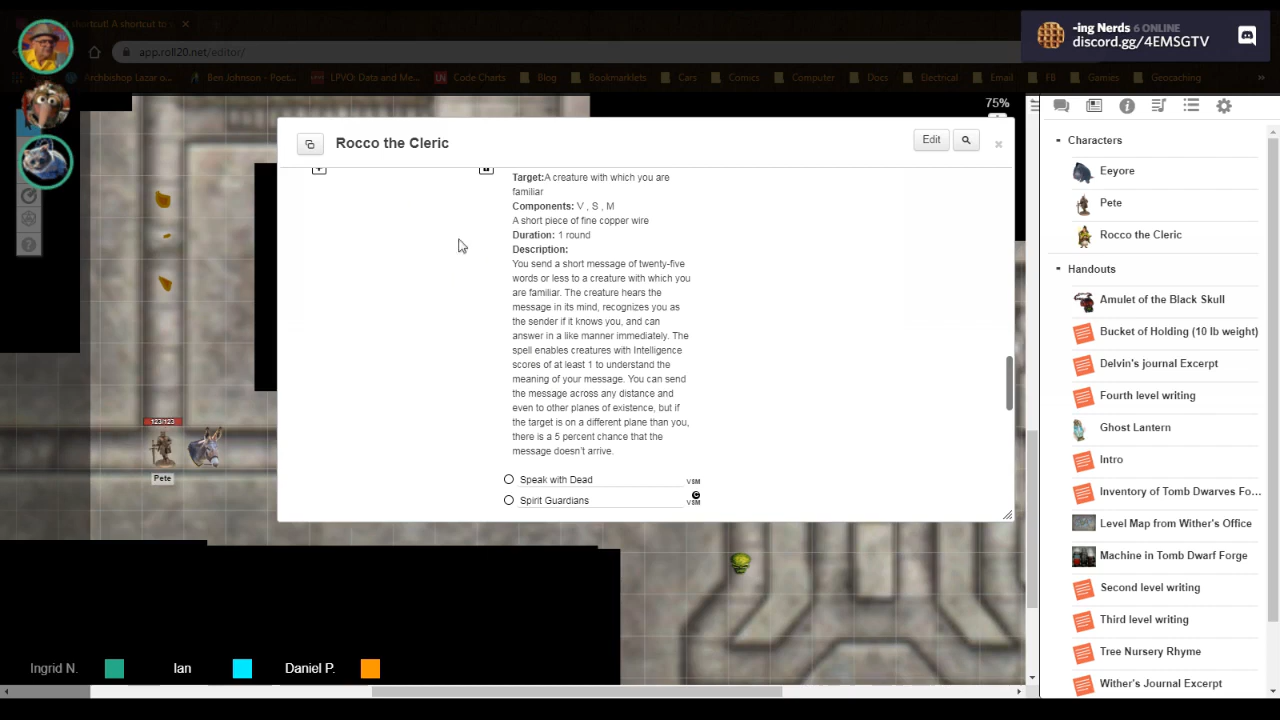 shortcut! A shortcut to
app.roll20.net/editor/
-ing Nerds 6 ONLINE
discord.gg/4EMSGTV
Archbishop Lazar is...
Ben Johnson - Poet...
LPVO: Data and Me...
Code Charts
Blog
Bookmarklets
Cars
Comics
Computer
Docs
Electrical
Email
FB
Games
Geocaching
»
75%
Rocco the Cleric
Edit
Target:A creature with which you are
familiar
Components: V , S , M
A short piece of fine copper wire
Duration: 1 round
Description:
You send a short message of twenty-five
words or less to a creature with which you
are familiar. The creature hears the
message in its mind, recognizes you as
the sender if it knows you, and can
answer in a like manner immediately. The
spell enables creatures with Intelligence
scores of at least 1 to understand the
meaning of your message. You can send
the message across any distance and
even to other planes of existence, but if
the target is on a different plane than you,
there is a 5 percent chance that the
message doesn't arrive.
Speak with Dead VSM
Spirit Guardians C VSM
123/123
Pete
Characters
Eeyore
Pete
Rocco the Cleric
Handouts
Amulet of the Black Skull
Bucket of Holding (10 lb weight)
Delvin's journal Excerpt
Fourth level writing
Ghost Lantern
Intro
Inventory of Tomb Dwarves Fo...
Level Map from Wither's Office
Machine in Tomb Dwarf Forge
Second level writing
Third level writing
Tree Nursery Rhyme
Wither's Journal Excerpt
Ingrid N.
Ian
Daniel P.